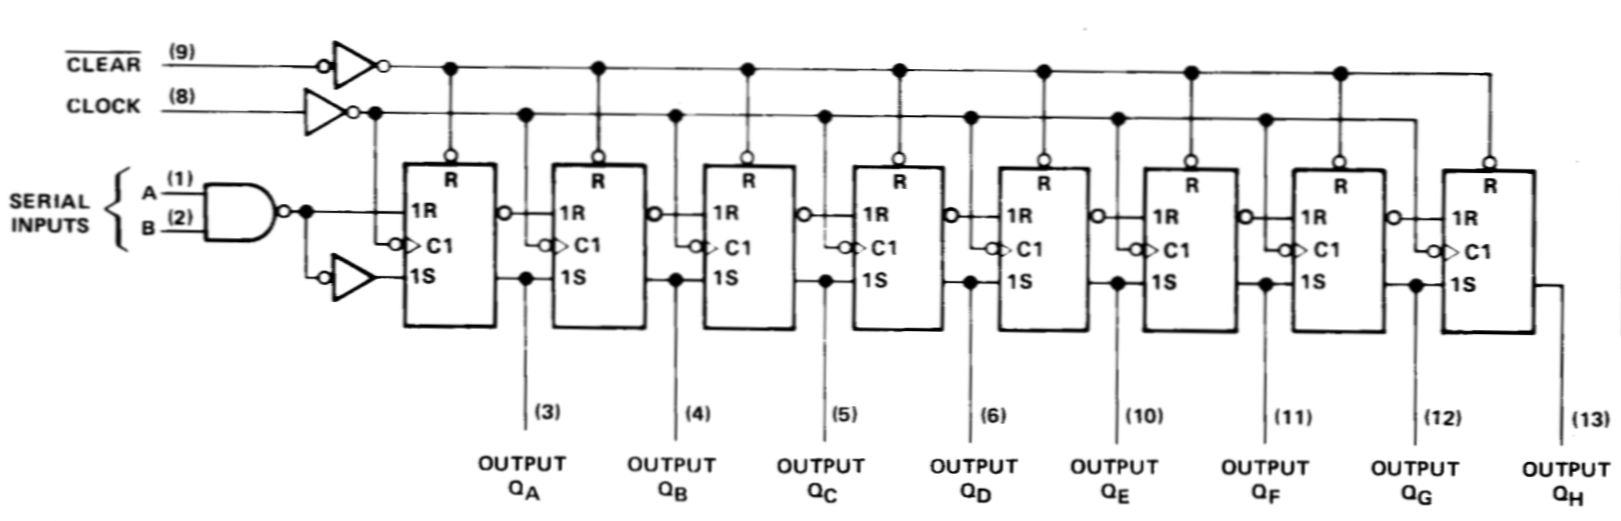 CLEAR (9)
CLOCK (8)
SERIAL
INPUTS
A (1)
B (2)
R R R R R R R R
1R 1R 1R 1R 1R 1R 1R 1R
C1 C1 C1 C1 C1 C1 C1 C1
1S 1S 1S 1S 1S 1S 1S 1S
(3) (4) (5) (6) (10) (11) (12) (13)
OUTPUT OUTPUT OUTPUT OUTPUT OUTPUT OUTPUT OUTPUT OUTPUT
QA QB QC QD QE QF QG QH